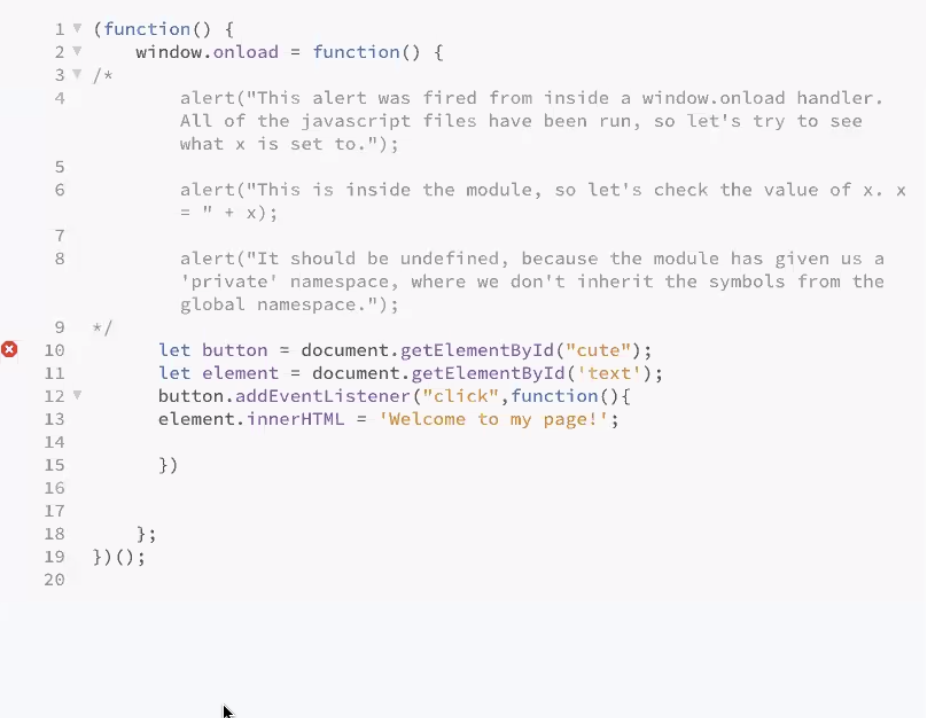 1 (function() {
2 window.onload = function() {
3 /*
4 alert("This alert was fired from inside a window.onload handler.
All of the javascript files have been run, so let's try to see
what x is set to.");
5
6 alert("This is inside the module, so let's check the value of x. x
= " + x);
7
8 alert("It should be undefined, because the module has given us a
'private' namespace, where we don't inherit the symbols from the
global namespace.");
9 */
10 let button = document.getElementById("cute");
11 let element = document.getElementById('text');
12 button.addEventListener("click",function(){
13 element.innerHTML = 'Welcome to my page!';
14
15 })
16
17
18 };
19 })();
20